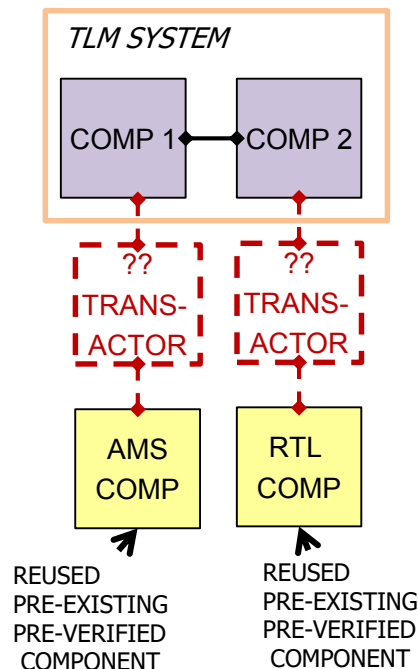 TLM SYSTEM
COMP 1
COMP 2
??
TRANS-
ACTOR
??
TRANS-
ACTOR
AMS
COMP
RTL
COMP
REUSED
PRE-EXISTING
PRE-VERIFIED
COMPONENT
REUSED
PRE-EXISTING
PRE-VERIFIED
COMPONENT